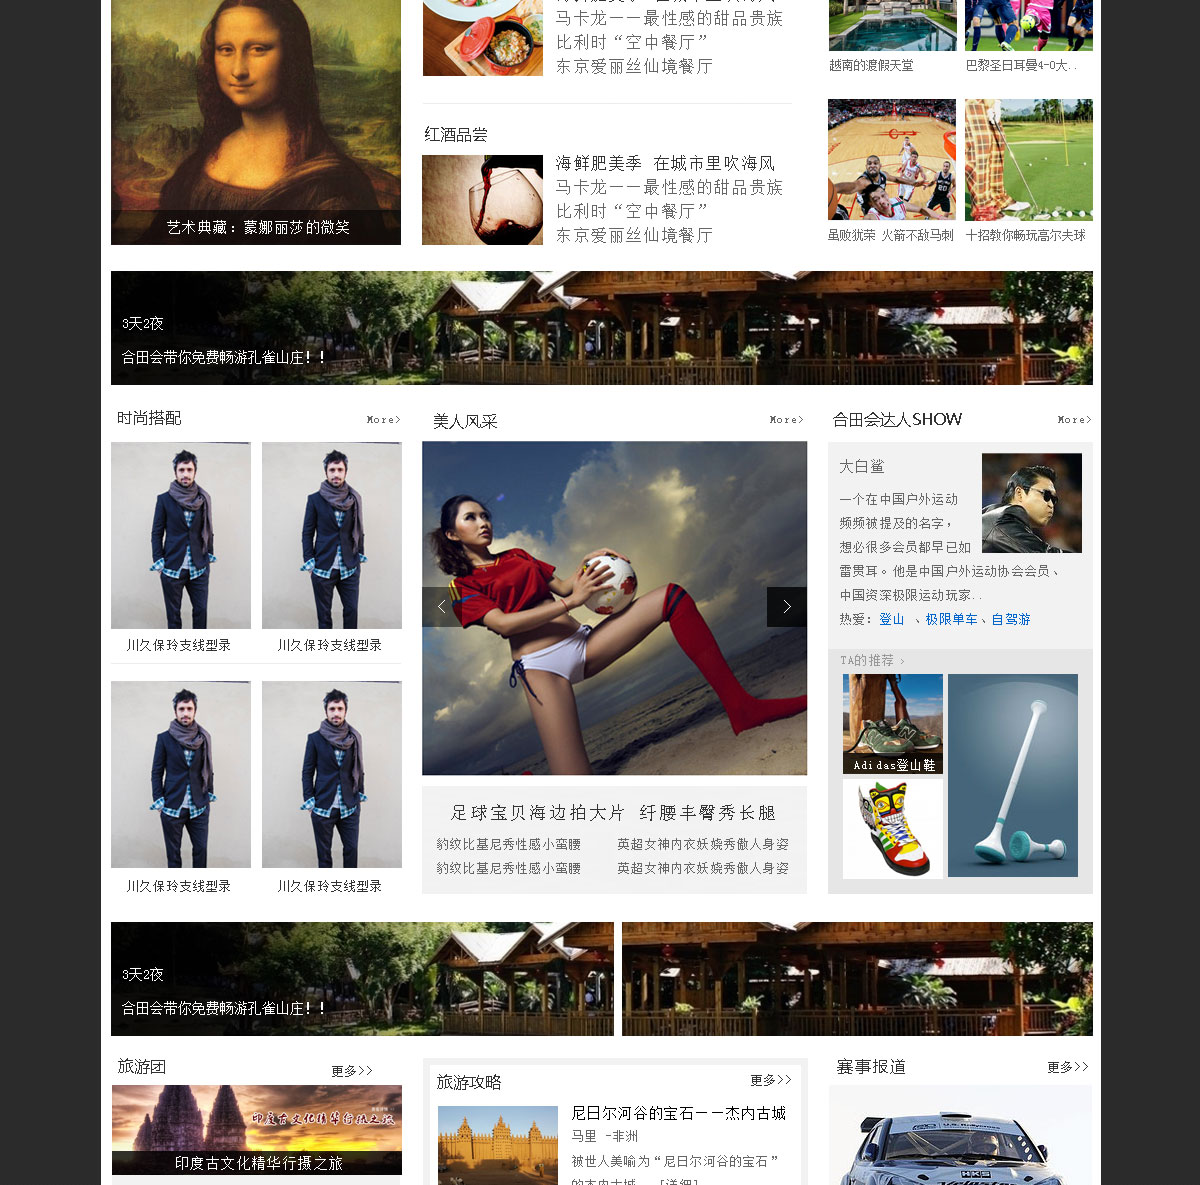 马卡龙——最性感的甜品贵族
比利时“空中餐厅”
东京爱丽丝仙境餐厅
越南的渡假天堂
巴黎圣日耳曼4-0大..
红酒品尝
海鲜肥美季 在城市里吹海风
马卡龙——最性感的甜品贵族
比利时“空中餐厅”
东京爱丽丝仙境餐厅
艺术典藏：蒙娜丽莎的微笑
虽败犹荣 火箭不敌马刺
十招教你畅玩高尔夫球
3天2夜
合田会带你免费畅游孔雀山庄！！
时尚搭配
More>
川久保玲支线型录
川久保玲支线型录
川久保玲支线型录
川久保玲支线型录
美人风采
More>
足球宝贝海边拍大片 纤腰丰臀秀长腿
豹纹比基尼秀性感小蛮腰
英超女神内衣妖娆秀傲人身姿
豹纹比基尼秀性感小蛮腰
英超女神内衣妖娆秀傲人身姿
合田会达人SHOW
More>
大白鲨
一个在中国户外运动
频频被提及的名字，
想必很多会员都早已如
雷贯耳。他是中国户外运动协会会员、
中国资深极限运动玩家..
热爱：登山 、极限单车、自驾游
TA的推荐 >
Adidas登山鞋
3天2夜
合田会带你免费畅游孔雀山庄！！
旅游团
更多>>
印度古文化精华行摄之旅
印度古文化精华行摄之旅
旅游攻略
更多>>
尼日尔河谷的宝石——杰内古城
马里 -非洲
被世人美喻为“尼日尔河谷的宝石”
赛事报道
更多>>
HKS